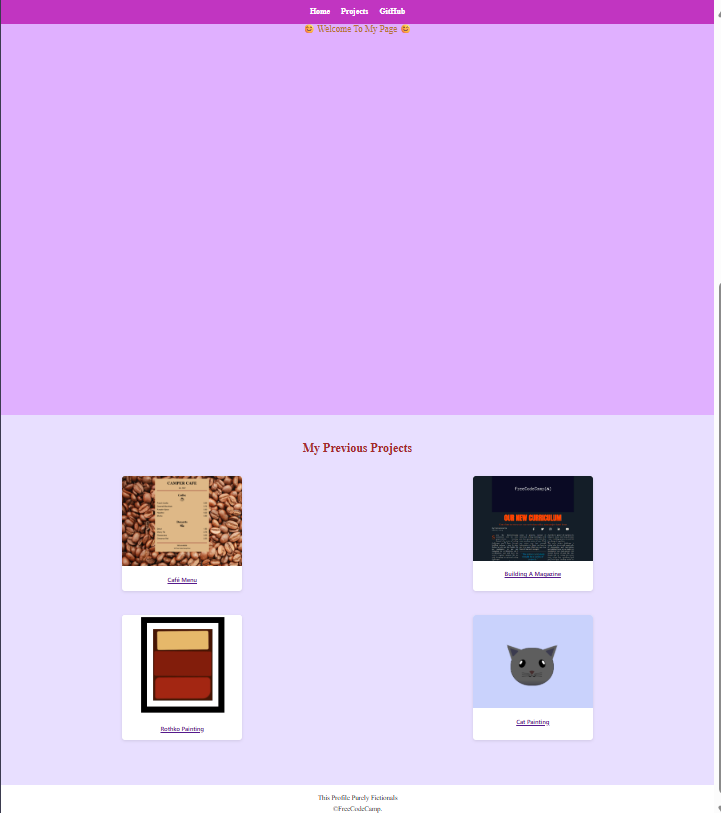 Home Projects GitHub
😊 Welcome To My Page 😊
My Previous Projects
CAMPER CAFE
FreeCodeCamp(🔥)
OUR NEW CURRICULUM
Café Menu
Building A Magazine
Rothko Painting
Cat Painting
This Profile Purely Fictionals
©FreeCodeCamp.